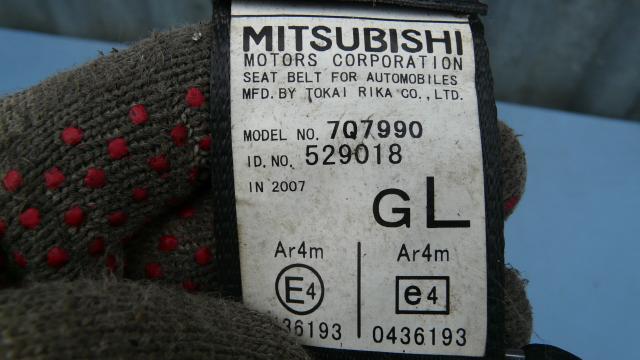 MITSUBISHI
MOTORS CORPORATION
SEAT BELT FOR AUTOMOBILES
MFD. BY TOKAI RIKA CO., LTD.
MODEL NO. 7Q7990
ID. NO. 529018
IN 2007
GL
Ar4m Ar4m
E4 e4
36193 0436193